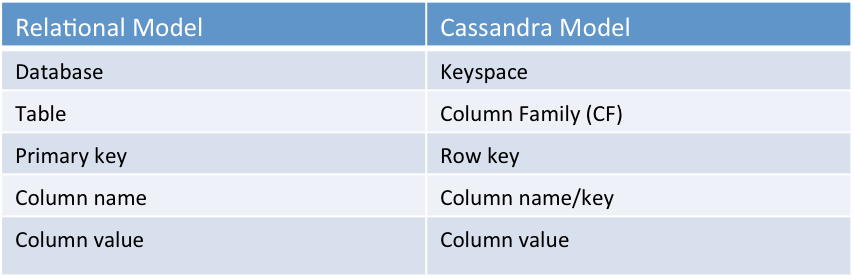 Relational Model Cassandra Model
Database Keyspace
Table Column Family (CF)
Primary key Row key
Column name Column name/key
Column value Column value